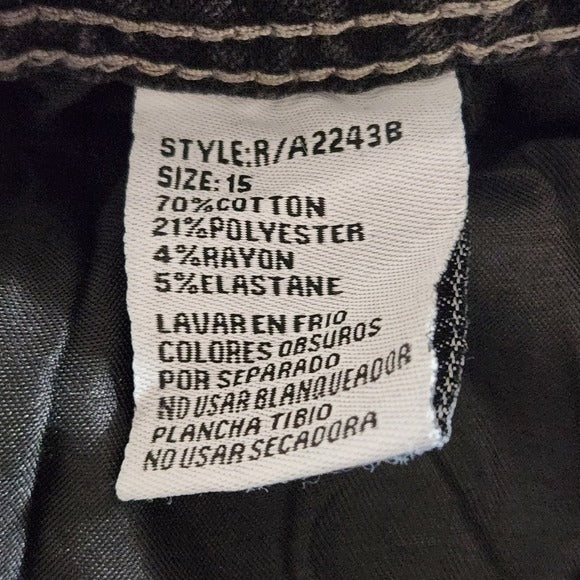 STYLE:R/A2243B
SIZE: 15
70%COTTON
21%POLYESTER
4%RAYON
5%ELASTANE
LAVAR EN FRIO
COLORES OBSUROS
POR SEPARADO
NO USAR BLANQUEADOR
PLANCHA TIBIO
NO USAR SECADORA